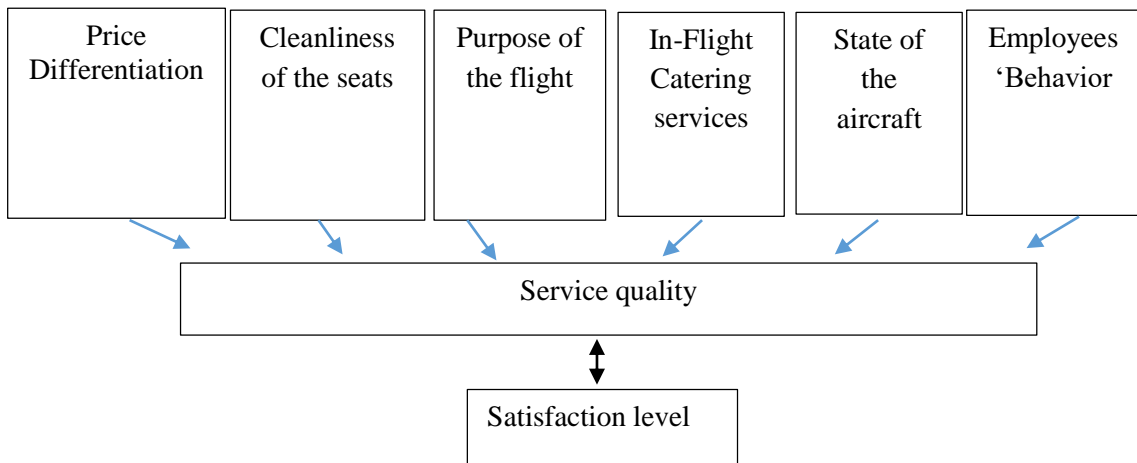 Price
Differentiation
Cleanliness
of the seats
Purpose of
the flight
In-Flight
Catering
services
State of
the
aircraft
Employees
‘Behavior
Service quality
Satisfaction level